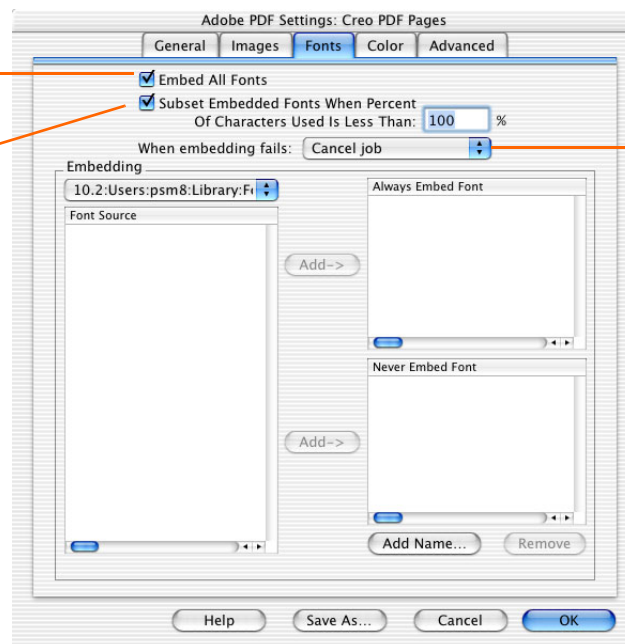 Adobe PDF Settings: Creo PDF Pages
General Images Fonts Color Advanced
Embed All Fonts
Subset Embedded Fonts When Percent
Of Characters Used Is Less Than: 100 %
When embedding fails: Cancel job
Embedding
10.2:Users:psm8:Library:F
Always Embed Font
Font Source
Add->
Never Embed Font
Add->
Add Name... Remove
Help Save As... Cancel OK